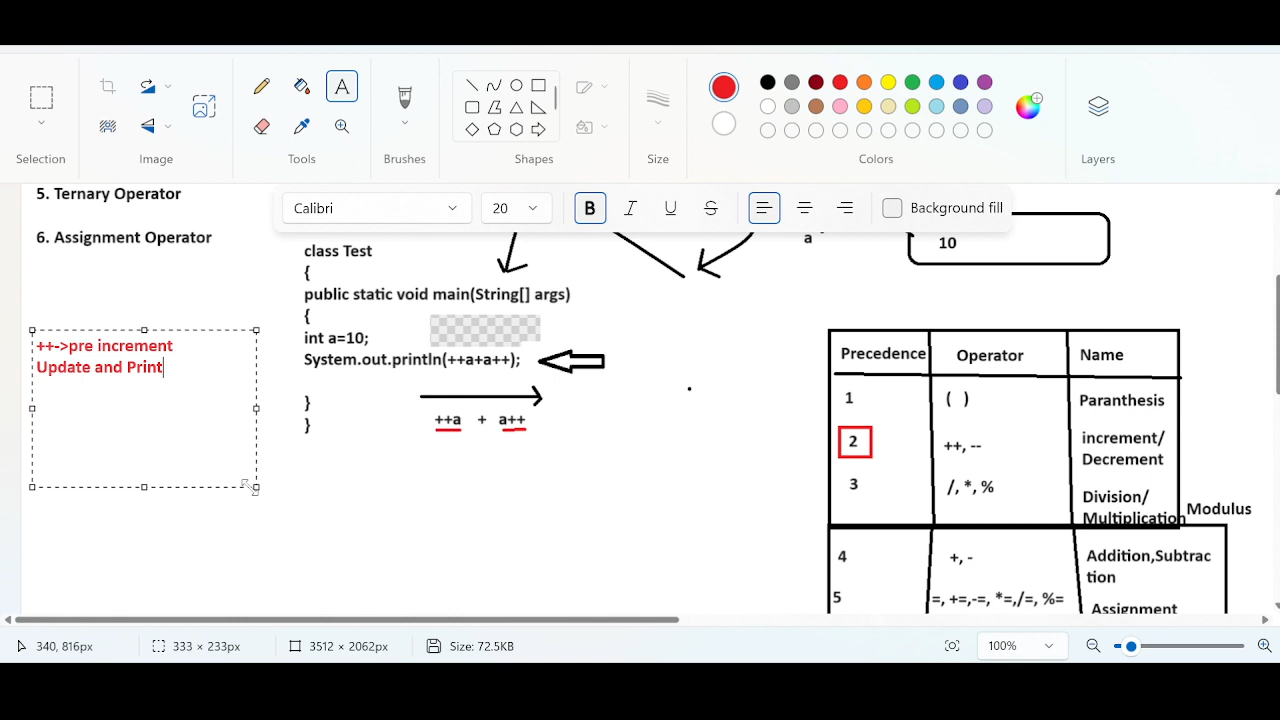 Selection
Image
Tools
Brushes
Shapes
Size
Colors
Layers
Calibri
20
B
I
U
S
Background fill
5. Ternary Operator
6. Assignment Operator
++->pre increment
Update and Print
class Test
{
public static void main(String[] args)
{
int a=10;
System.out.println(++a+a++);
}
}
++a + a++
a
10
Precedence Operator Name
1 ( ) Paranthesis
2 ++, -- increment/
Decrement
3 /, *, % Division/
Multiplication Modulus
4 +, - Addition,Subtrac
tion
5 =, +=,-=, *=,/=, %= Assignment
340, 816px
333 × 233px
3512 × 2062px
Size: 72.5KB
100%